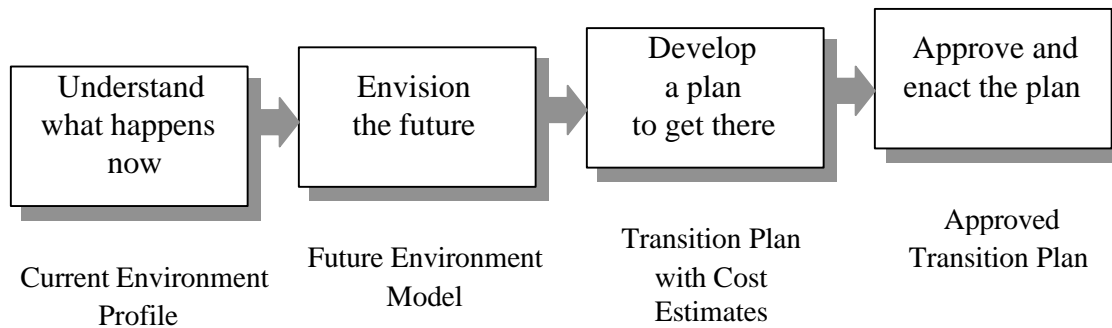 Understand
what happens
now
Envision
the future
Develop
a plan
to get there
Approve and
enact the plan
Current Environment
Profile
Future Environment
Model
Transition Plan
with Cost
Estimates
Approved
Transition Plan